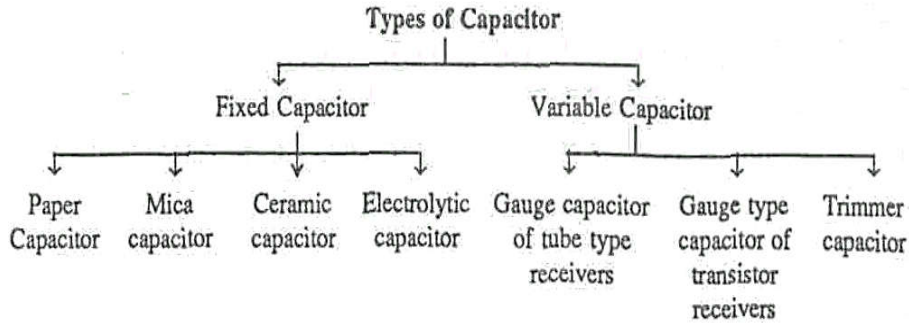 Types of Capacitor
Fixed Capacitor
Variable Capacitor
Paper
Capacitor
Mica
capacitor
Ceramic
capacitor
Electrolytic
capacitor
Gauge capacitor
of tube type
receivers
Gauge type
capacitor of
transistor
receivers
Trimmer
capacitor